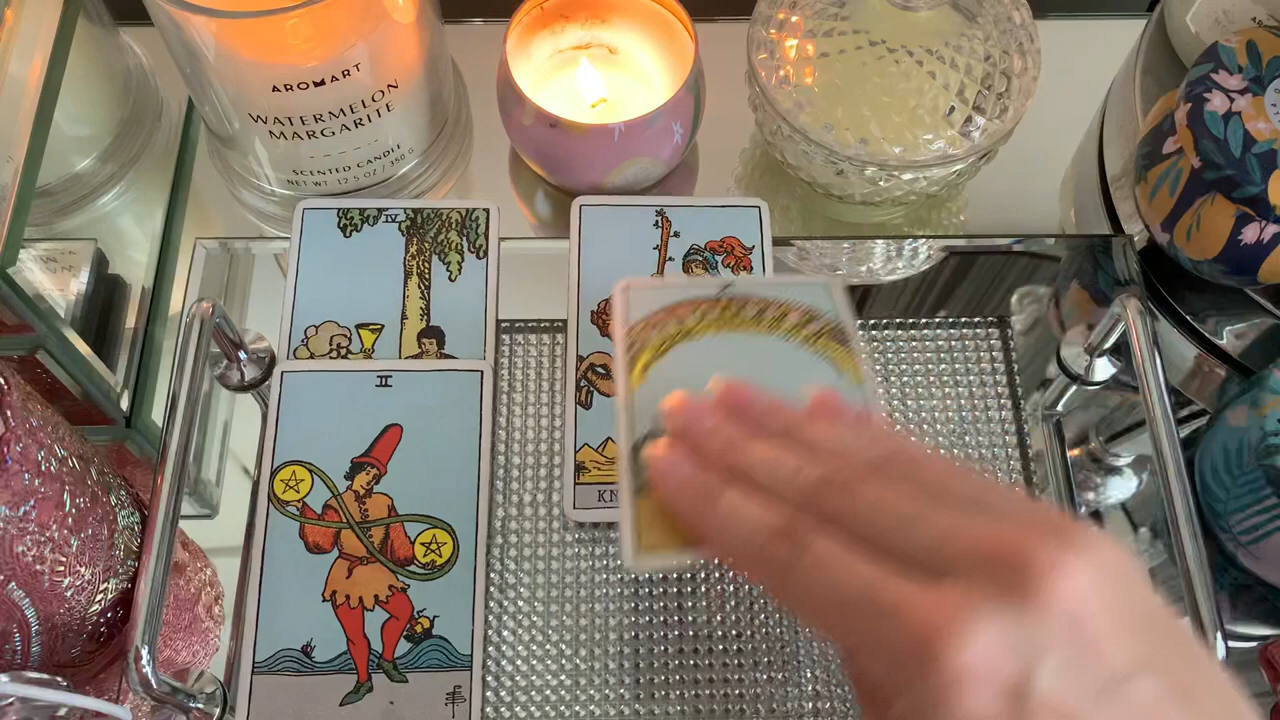 AROMART
WATERMELON
MARGARITE
SCENTED CANDLE
NET WT 12.5 OZ / 350 G
IV
II
KN